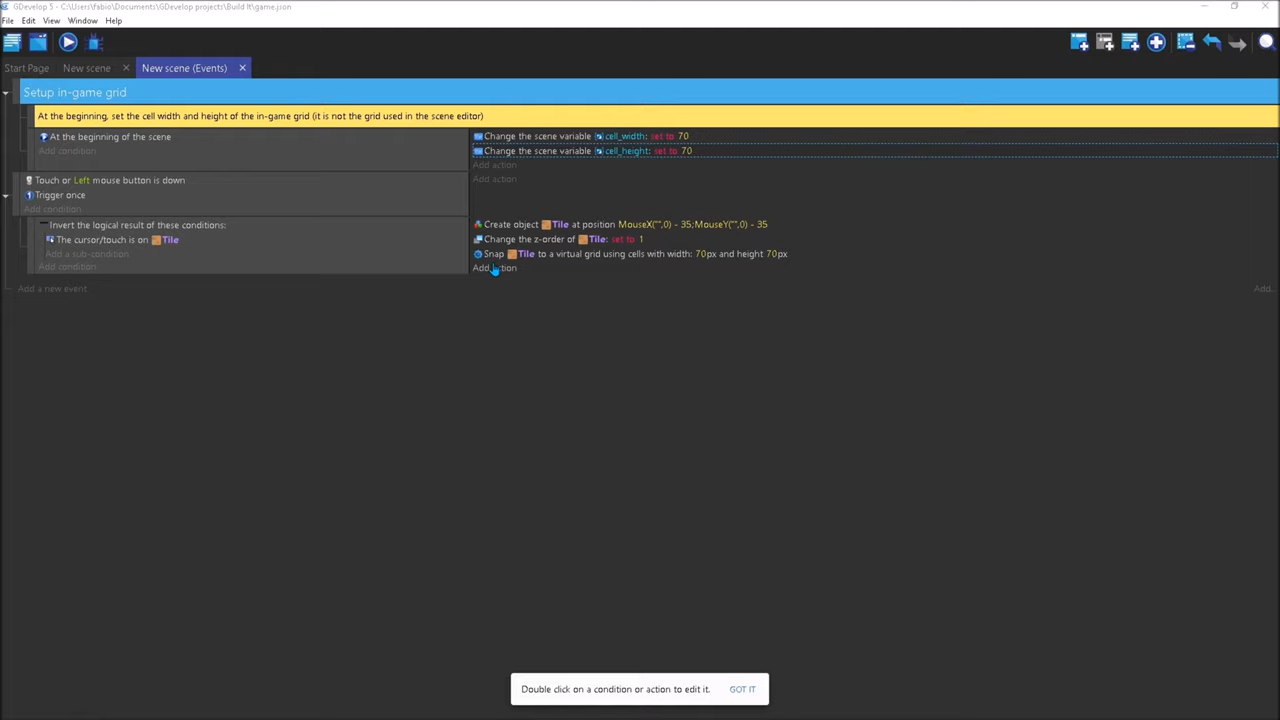 GDevelop 5 - C:\Users\fabio\Documents\GDevelop projects\Build It\game.json
File Edit View Window Help
Start Page New scene New scene (Events)
Setup in-game grid
At the beginning, set the cell width and height of the in-game grid (it is not the grid used in the scene editor)
At the beginning of the scene
Add condition
Change the scene variable cell_width: set to 70
Change the scene variable cell_height: set to 70
Add action
Touch or Left mouse button is down
Trigger once
Add condition
Add action
Invert the logical result of these conditions:
The cursor/touch is on Tile
Add a sub-condition
Add condition
Create object Tile at position MouseX("",0) - 35;MouseY("",0) - 35
Change the z-order of Tile: set to 1
Snap Tile to a virtual grid using cells with width: 70px and height 70px
Add action
Add a new event
Add.
Double click on a condition or action to edit it. GOT IT